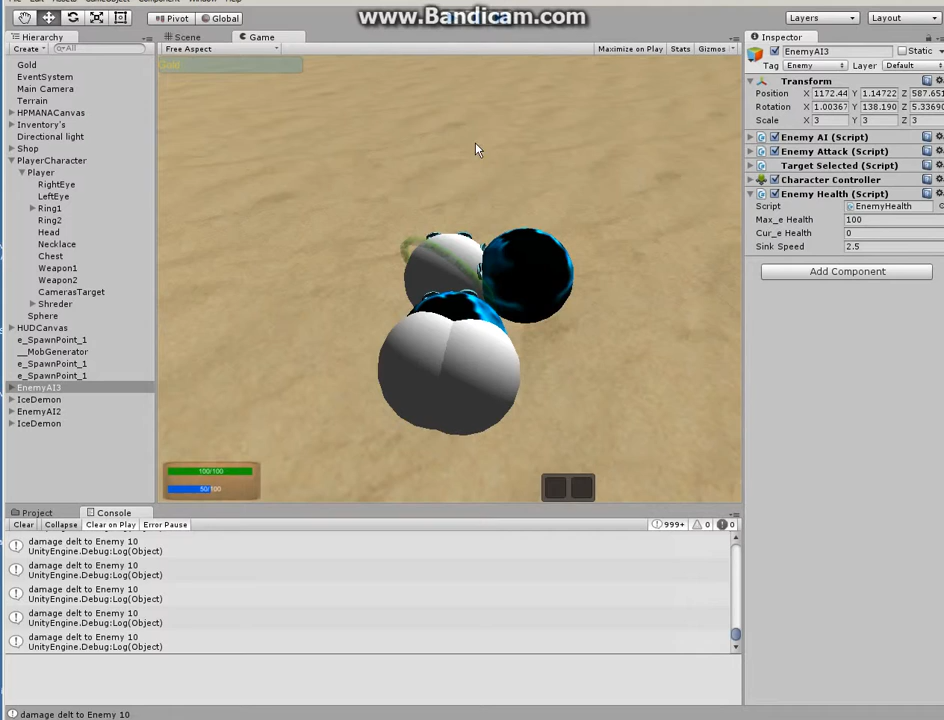 www.Bandicam.com
Pivot Global Layers Layout
Hierarchy
Create All
Gold
EventSystem
Main Camera
Terrain
HPMANACanvas
Inventory's
Directional light
Shop
PlayerCharacter
Player
RightEye
LeftEye
Ring1
Ring2
Head
Necklace
Chest
Weapon1
Weapon2
CamerasTarget
Shreder
Sphere
HUDCanvas
e_SpawnPoint_1
__MobGenerator
e_SpawnPoint_1
e_SpawnPoint_1
EnemyAI3
IceDemon
EnemyAI2
IceDemon
Scene Game
Free Aspect Maximize on Play Stats Gizmos
Gold
100/100
50/100
Inspector
EnemyAI3 Static
Tag Enemy Layer Default
Transform
Position X 1172.44 Y 1.14722 Z 587.651
Rotation X 1.00367 Y 138.190 Z 5.3369
Scale X 3 Y 3 Z 3
Enemy AI (Script)
Enemy Attack (Script)
Target Selected (Script)
Character Controller
Enemy Health (Script)
Script EnemyHealth
Max_e Health 100
Cur_e Health 0
Sink Speed 2.5
Add Component
Project Console
Clear Collapse Clear on Play Error Pause 999+ 0 0
UnityEngine.Debug:Log(Object)
damage delt to Enemy 10
UnityEngine.Debug:Log(Object)
damage delt to Enemy 10
UnityEngine.Debug:Log(Object)
damage delt to Enemy 10
UnityEngine.Debug:Log(Object)
damage delt to Enemy 10
UnityEngine.Debug:Log(Object)
damage delt to Enemy 10
UnityEngine.Debug:Log(Object)
damage delt to Enemy 10